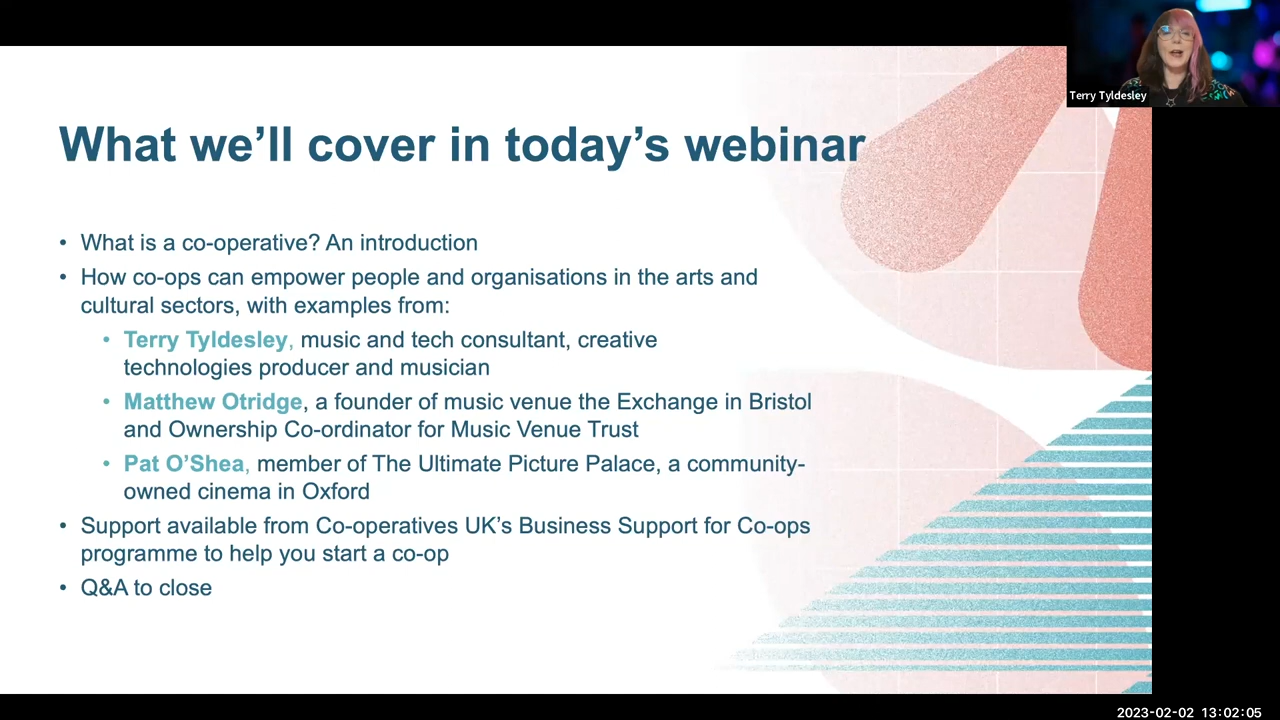 Terry Tyldesley
What we’ll cover in today’s webinar
• What is a co-operative? An introduction
• How co-ops can empower people and organisations in the arts and
cultural sectors, with examples from:
• Terry Tyldesley, music and tech consultant, creative
technologies producer and musician
• Matthew Otridge, a founder of music venue the Exchange in Bristol
and Ownership Co-ordinator for Music Venue Trust
• Pat O’Shea, member of The Ultimate Picture Palace, a community-
owned cinema in Oxford
• Support available from Co-operatives UK’s Business Support for Co-ops
programme to help you start a co-op
• Q&A to close
2023-02-02 13:02:05